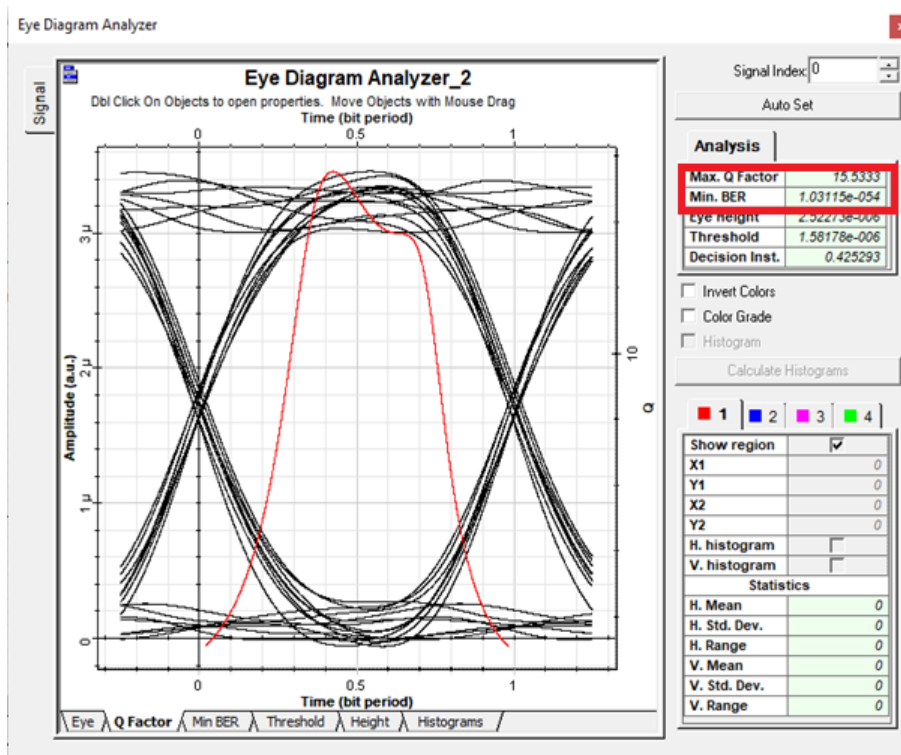 Eye Diagram Analyzer
x
Signal
Eye Diagram Analyzer_2
Dbl Click On Objects to open properties. Move Objects with Mouse Drag
Time (bit period)
0 0.5 1
Amplitude (a.u.)
3 µ
2 µ
1 µ
0
Q
10
0 0.5 1
Time (bit period)
Eye Q Factor Min BER Threshold Height Histograms
Signal Index: 0
Auto Set
Analysis
Max. Q Factor 15.5333
Min. BER 1.03115e-054
Eye Height 2.52273e-006
Threshold 1.58178e-006
Decision Inst. 0.425293
Invert Colors
Color Grade
Histogram
Calculate Histograms
1 2 3 4
Show region
X1 0
Y1 0
X2 0
Y2 0
H. histogram
V. histogram
Statistics
H. Mean 0
H. Std. Dev. 0
H. Range 0
V. Mean 0
V. Std. Dev. 0
V. Range 0